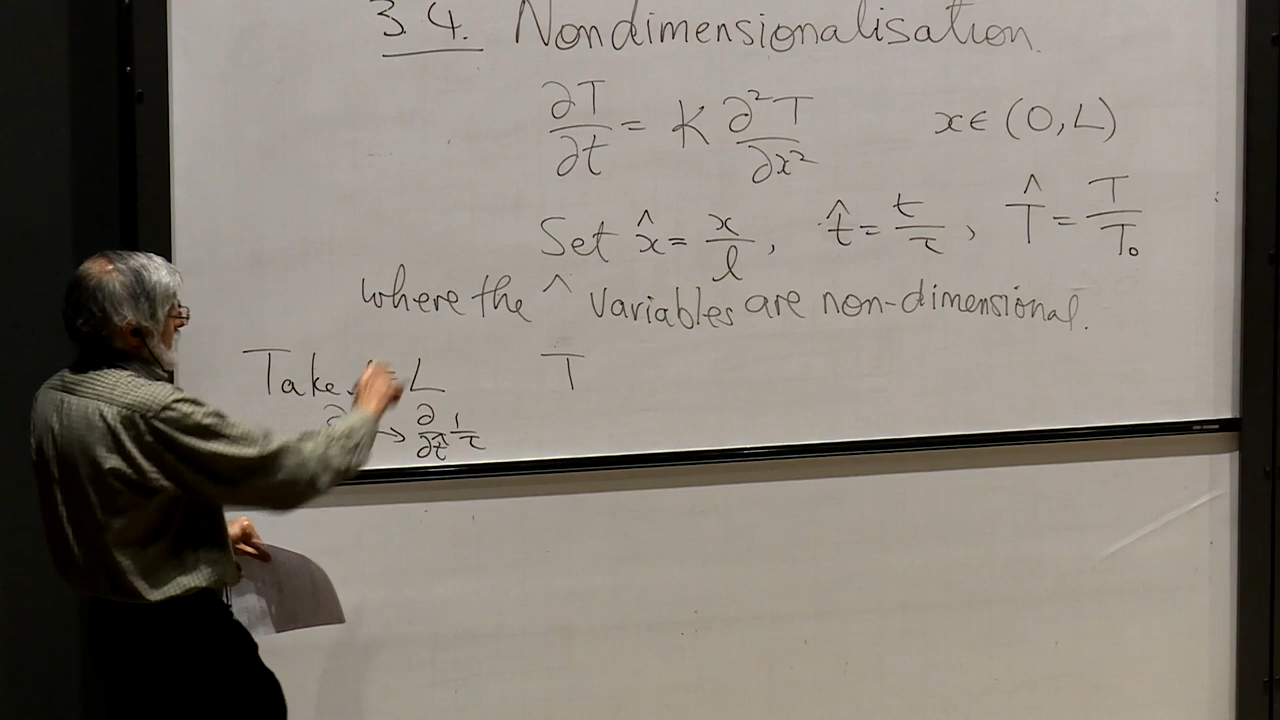 3.4. Nondimensionalisation.
∂T/∂t = K ∂²T/∂x² x ∈ (0, L)
Set x̂ = x/l, t̂ = t/τ, T̂ = T/T₀
where the ^ variables are non-dimensional.
Take = L T
∂ → ∂/∂t̂ 1/τ